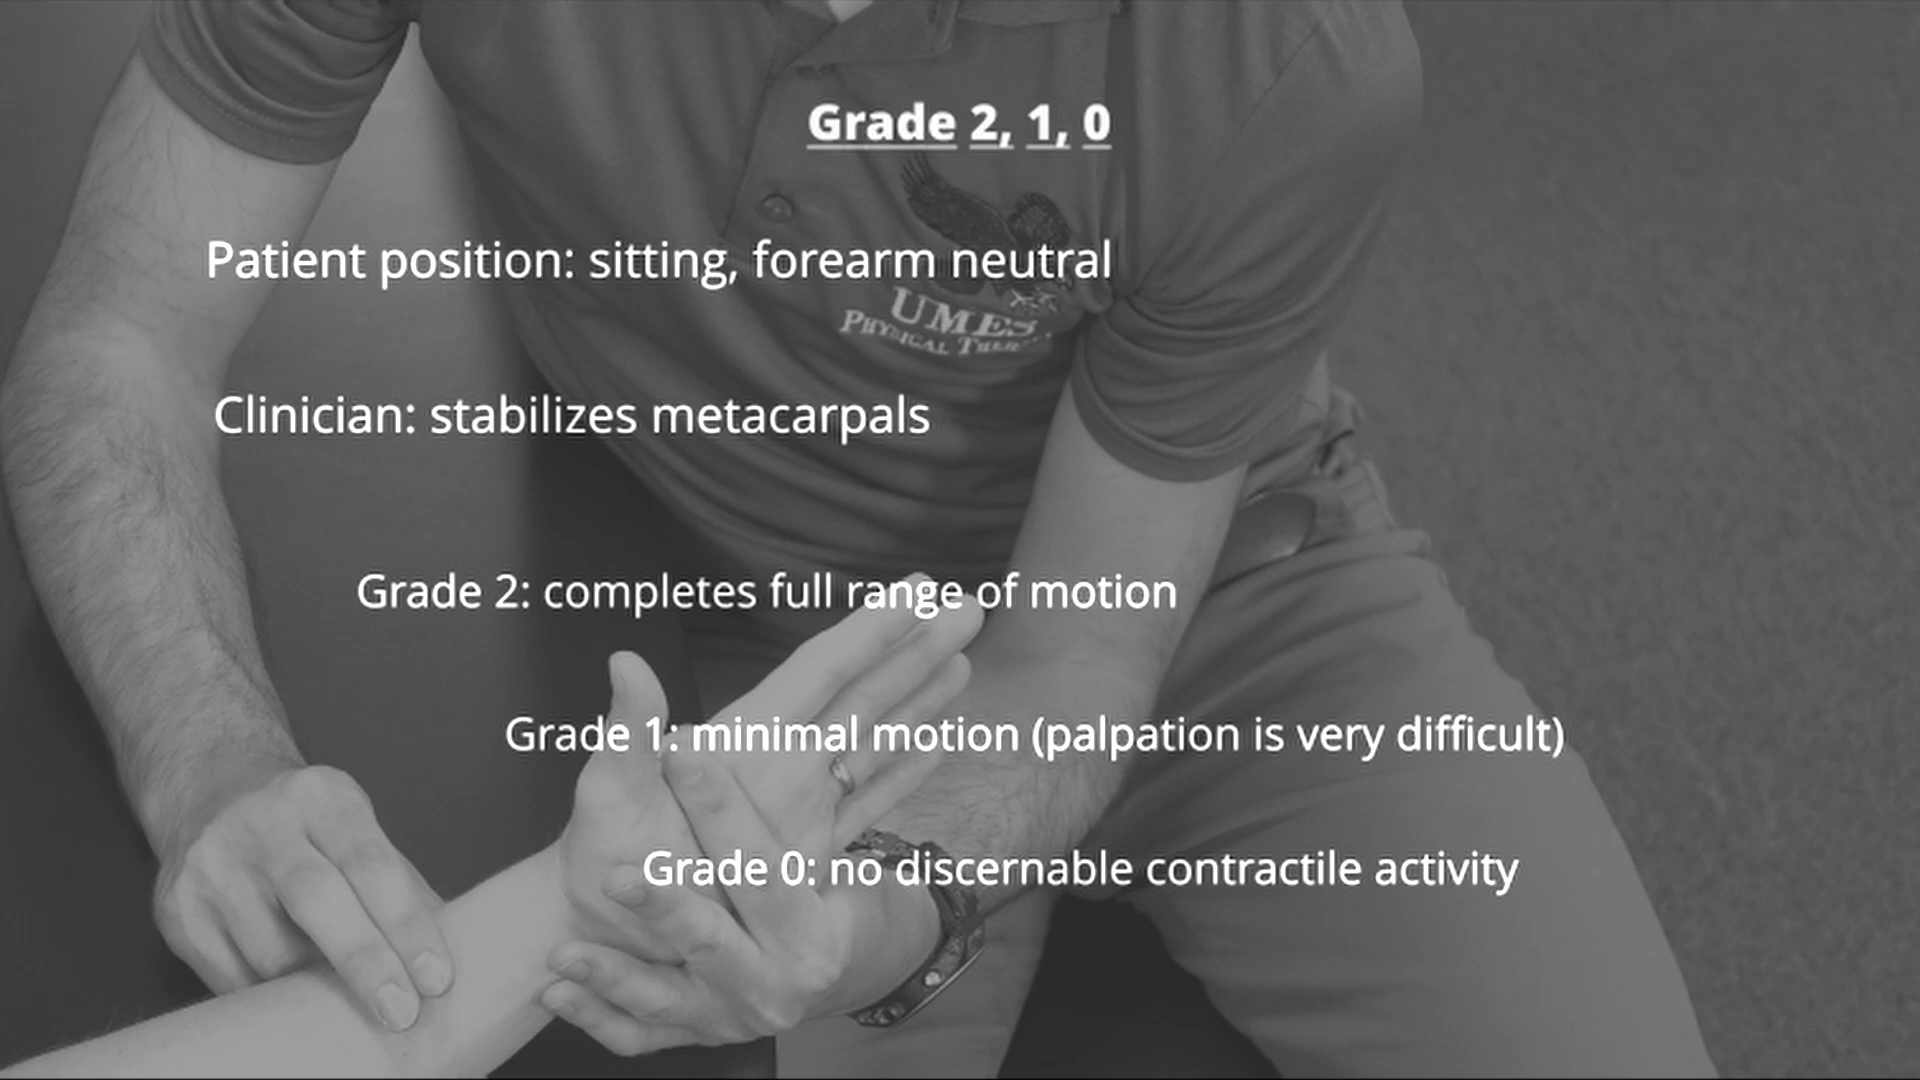 Grade 2, 1, 0
Patient position: sitting, forearm neutral
UMES
Physical
Clinician: stabilizes metacarpals
Grade 2: completes full range of motion
Grade 1: minimal motion (palpation is very difficult)
Grade 0: no discernable contractile activity